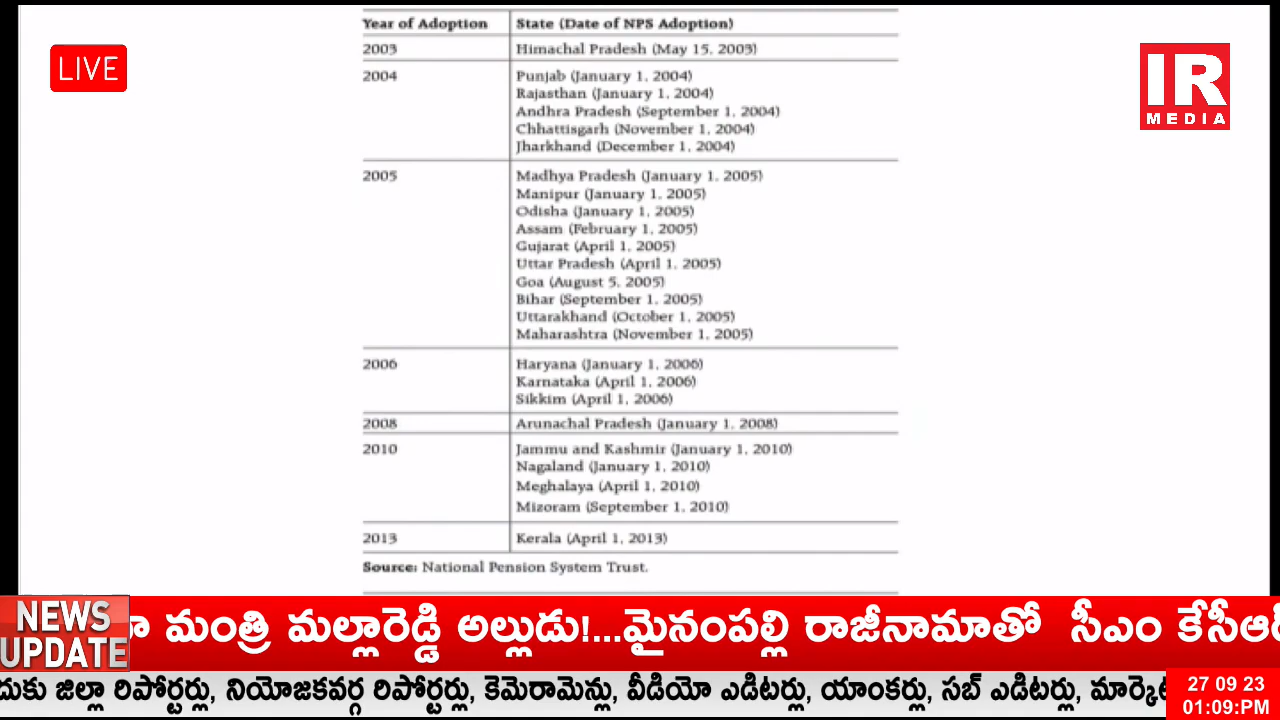 Year of Adoption State (Date of NPS Adoption)
2003 Himachal Pradesh (May 15, 2003)
LIVE
IR
MEDIA
2004 Punjab (January 1, 2004)
Rajasthan (January 1, 2004)
Andhra Pradesh (September 1, 2004)
Chhattisgarh (November 1, 2004)
Jharkhand (December 1, 2004)
2005 Madhya Pradesh (January 1, 2005)
Manipur (January 1, 2005)
Odisha (January 1, 2005)
Assam (February 1, 2005)
Gujarat (April 1, 2005)
Uttar Pradesh (April 1, 2005)
Goa (August 5, 2005)
Bihar (September 1, 2005)
Uttarakhand (October 1, 2005)
Maharashtra (November 1, 2005)
2006 Haryana (January 1, 2006)
Karnataka (April 1, 2006)
Sikkim (April 1, 2006)
2008 Arunachal Pradesh (January 1, 2008)
2010 Jammu and Kashmir (January 1, 2010)
Nagaland (January 1, 2010)
Meghalaya (April 1, 2010)
Mizoram (September 1, 2010)
2013 Kerala (April 1, 2013)
Source: National Pension System Trust.
NEWS
UPDATE
మంత్రి మల్లారెడ్డి అల్లుడు!...మైనంపల్లి రాజీనామాతో సీఎం
జిల్లా రిపోర్టర్లు, నియోజకవర్గ రిపోర్టర్లు, కెమెరామెన్లు, వీడియో ఎడిటర్లు, యాంకర్లు, సబ్ ఎడిటర్లు,
27 09 23
01:09:PM